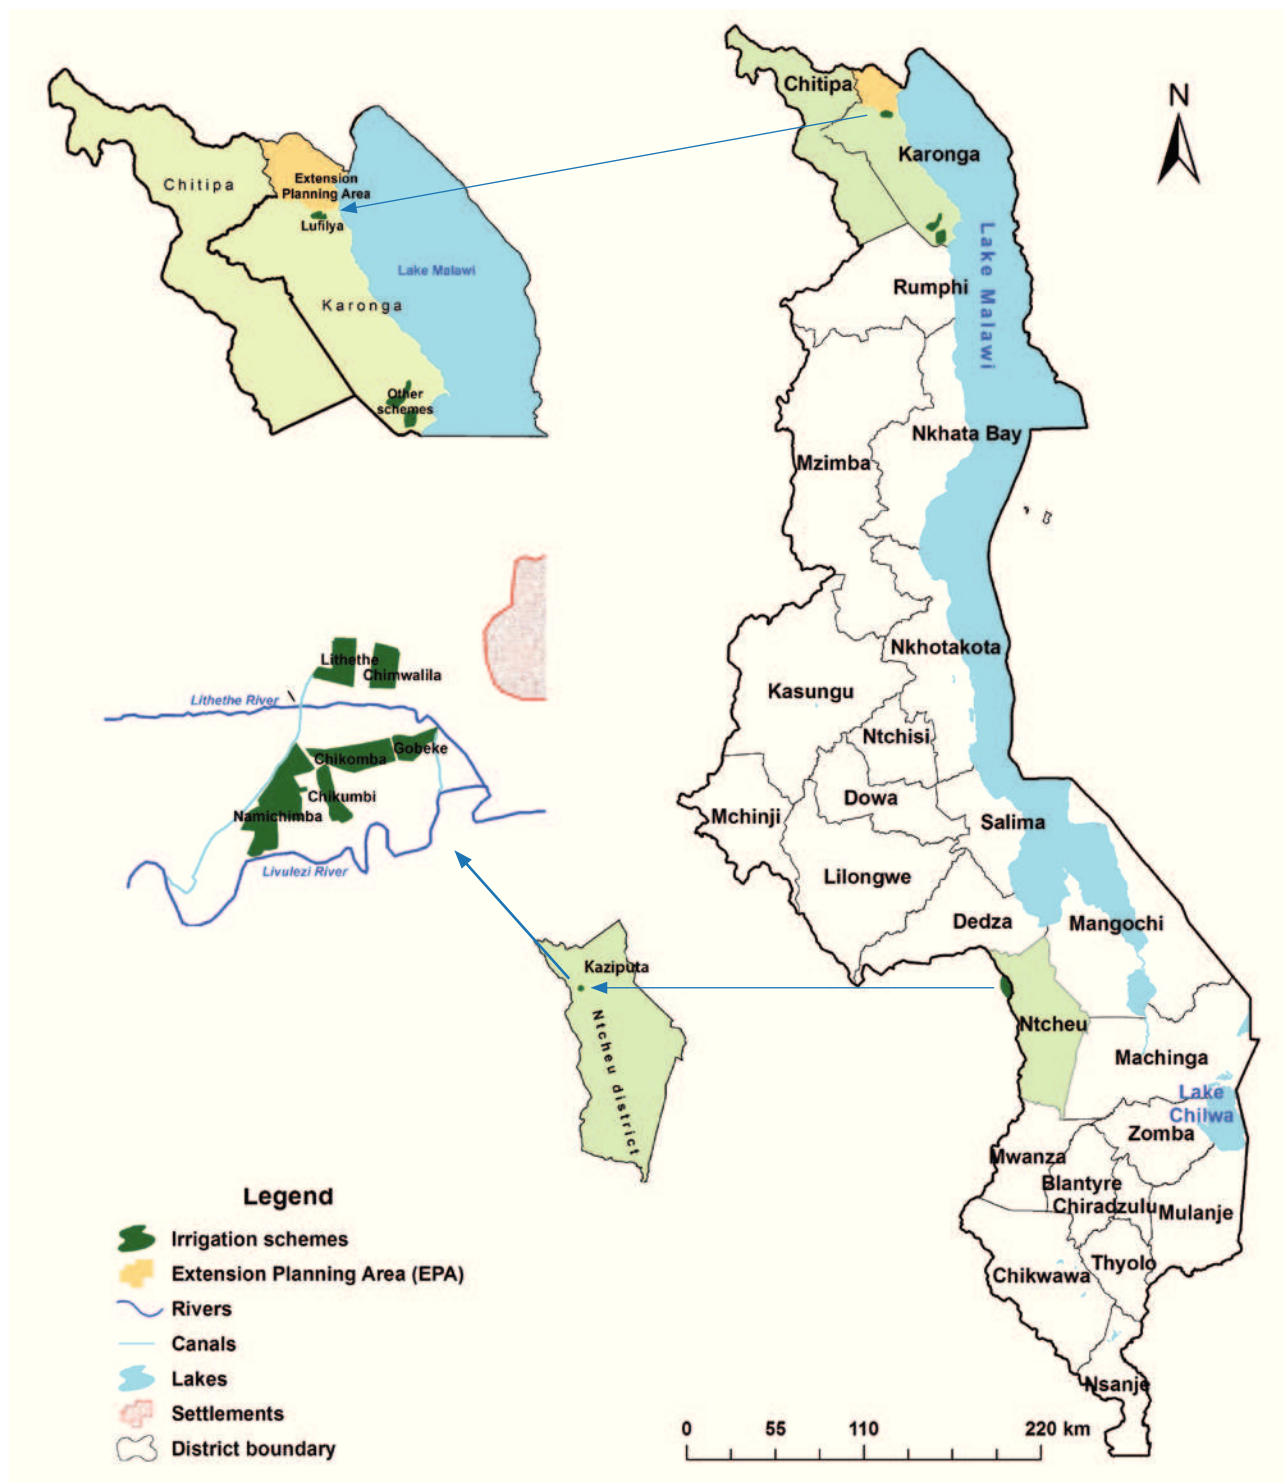 Chitipa
Extension
Planning Area
Lufilya
Lake Malawi
Karonga
Other
schemes
N
Chitipa
Karonga
Lake Malawi
Rumphi
Nkhata Bay
Mzimba
Nkhotakota
Kasungu
Ntchisi
Dowa
Mchinji
Salima
Lilongwe
Dedza
Mangochi
Ntcheu
Machinga
Lake
Chilwa
Zomba
Mwanza
Blantyre
Chiradzulu
Mulanje
Thyolo
Chikwawa
Nsanje
Lithethe
Chimwalila
Lithethe River
Chikomba
Gobeke
Chikumbi
Namichimba
Livulezi River
Kaziputa
Ntcheu district
Legend
Irrigation schemes
Extension Planning Area (EPA)
Rivers
Canals
Lakes
Settlements
District boundary
0 55 110 220 km